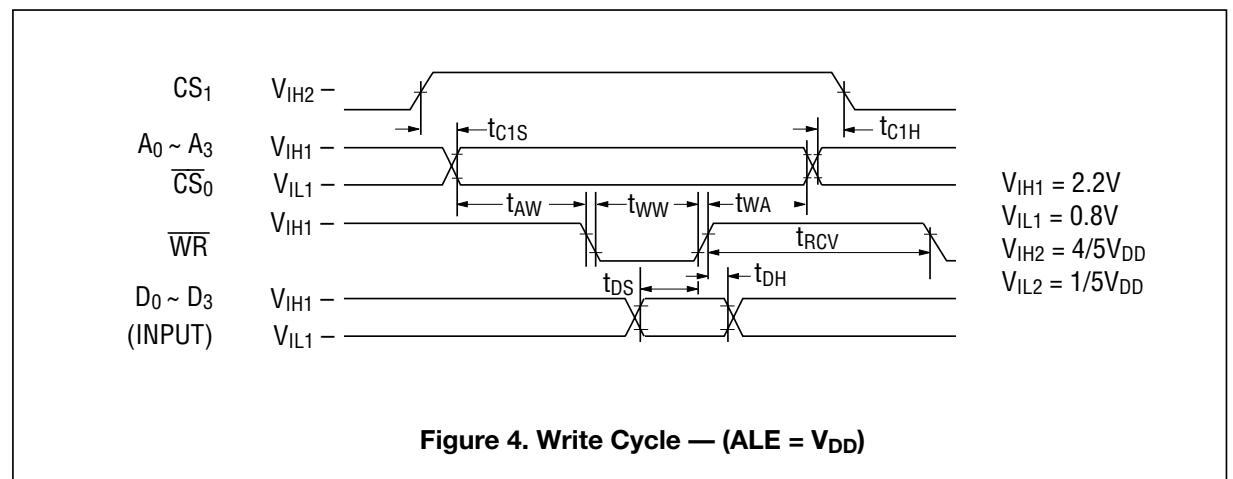 CS1 VIH2 –
tC1S tC1H
A0 ~ A3 VIH1 –
C̅S̅0 VIL1 –
tAW tWW tWA
W̅R̅ VIH1 –
tRCV
tDS tDH
D0 ~ D3 VIH1 –
(INPUT) VIL1 –
VIH1 = 2.2V
VIL1 = 0.8V
VIH2 = 4/5VDD
VIL2 = 1/5VDD
Figure 4. Write Cycle — (ALE = VDD)